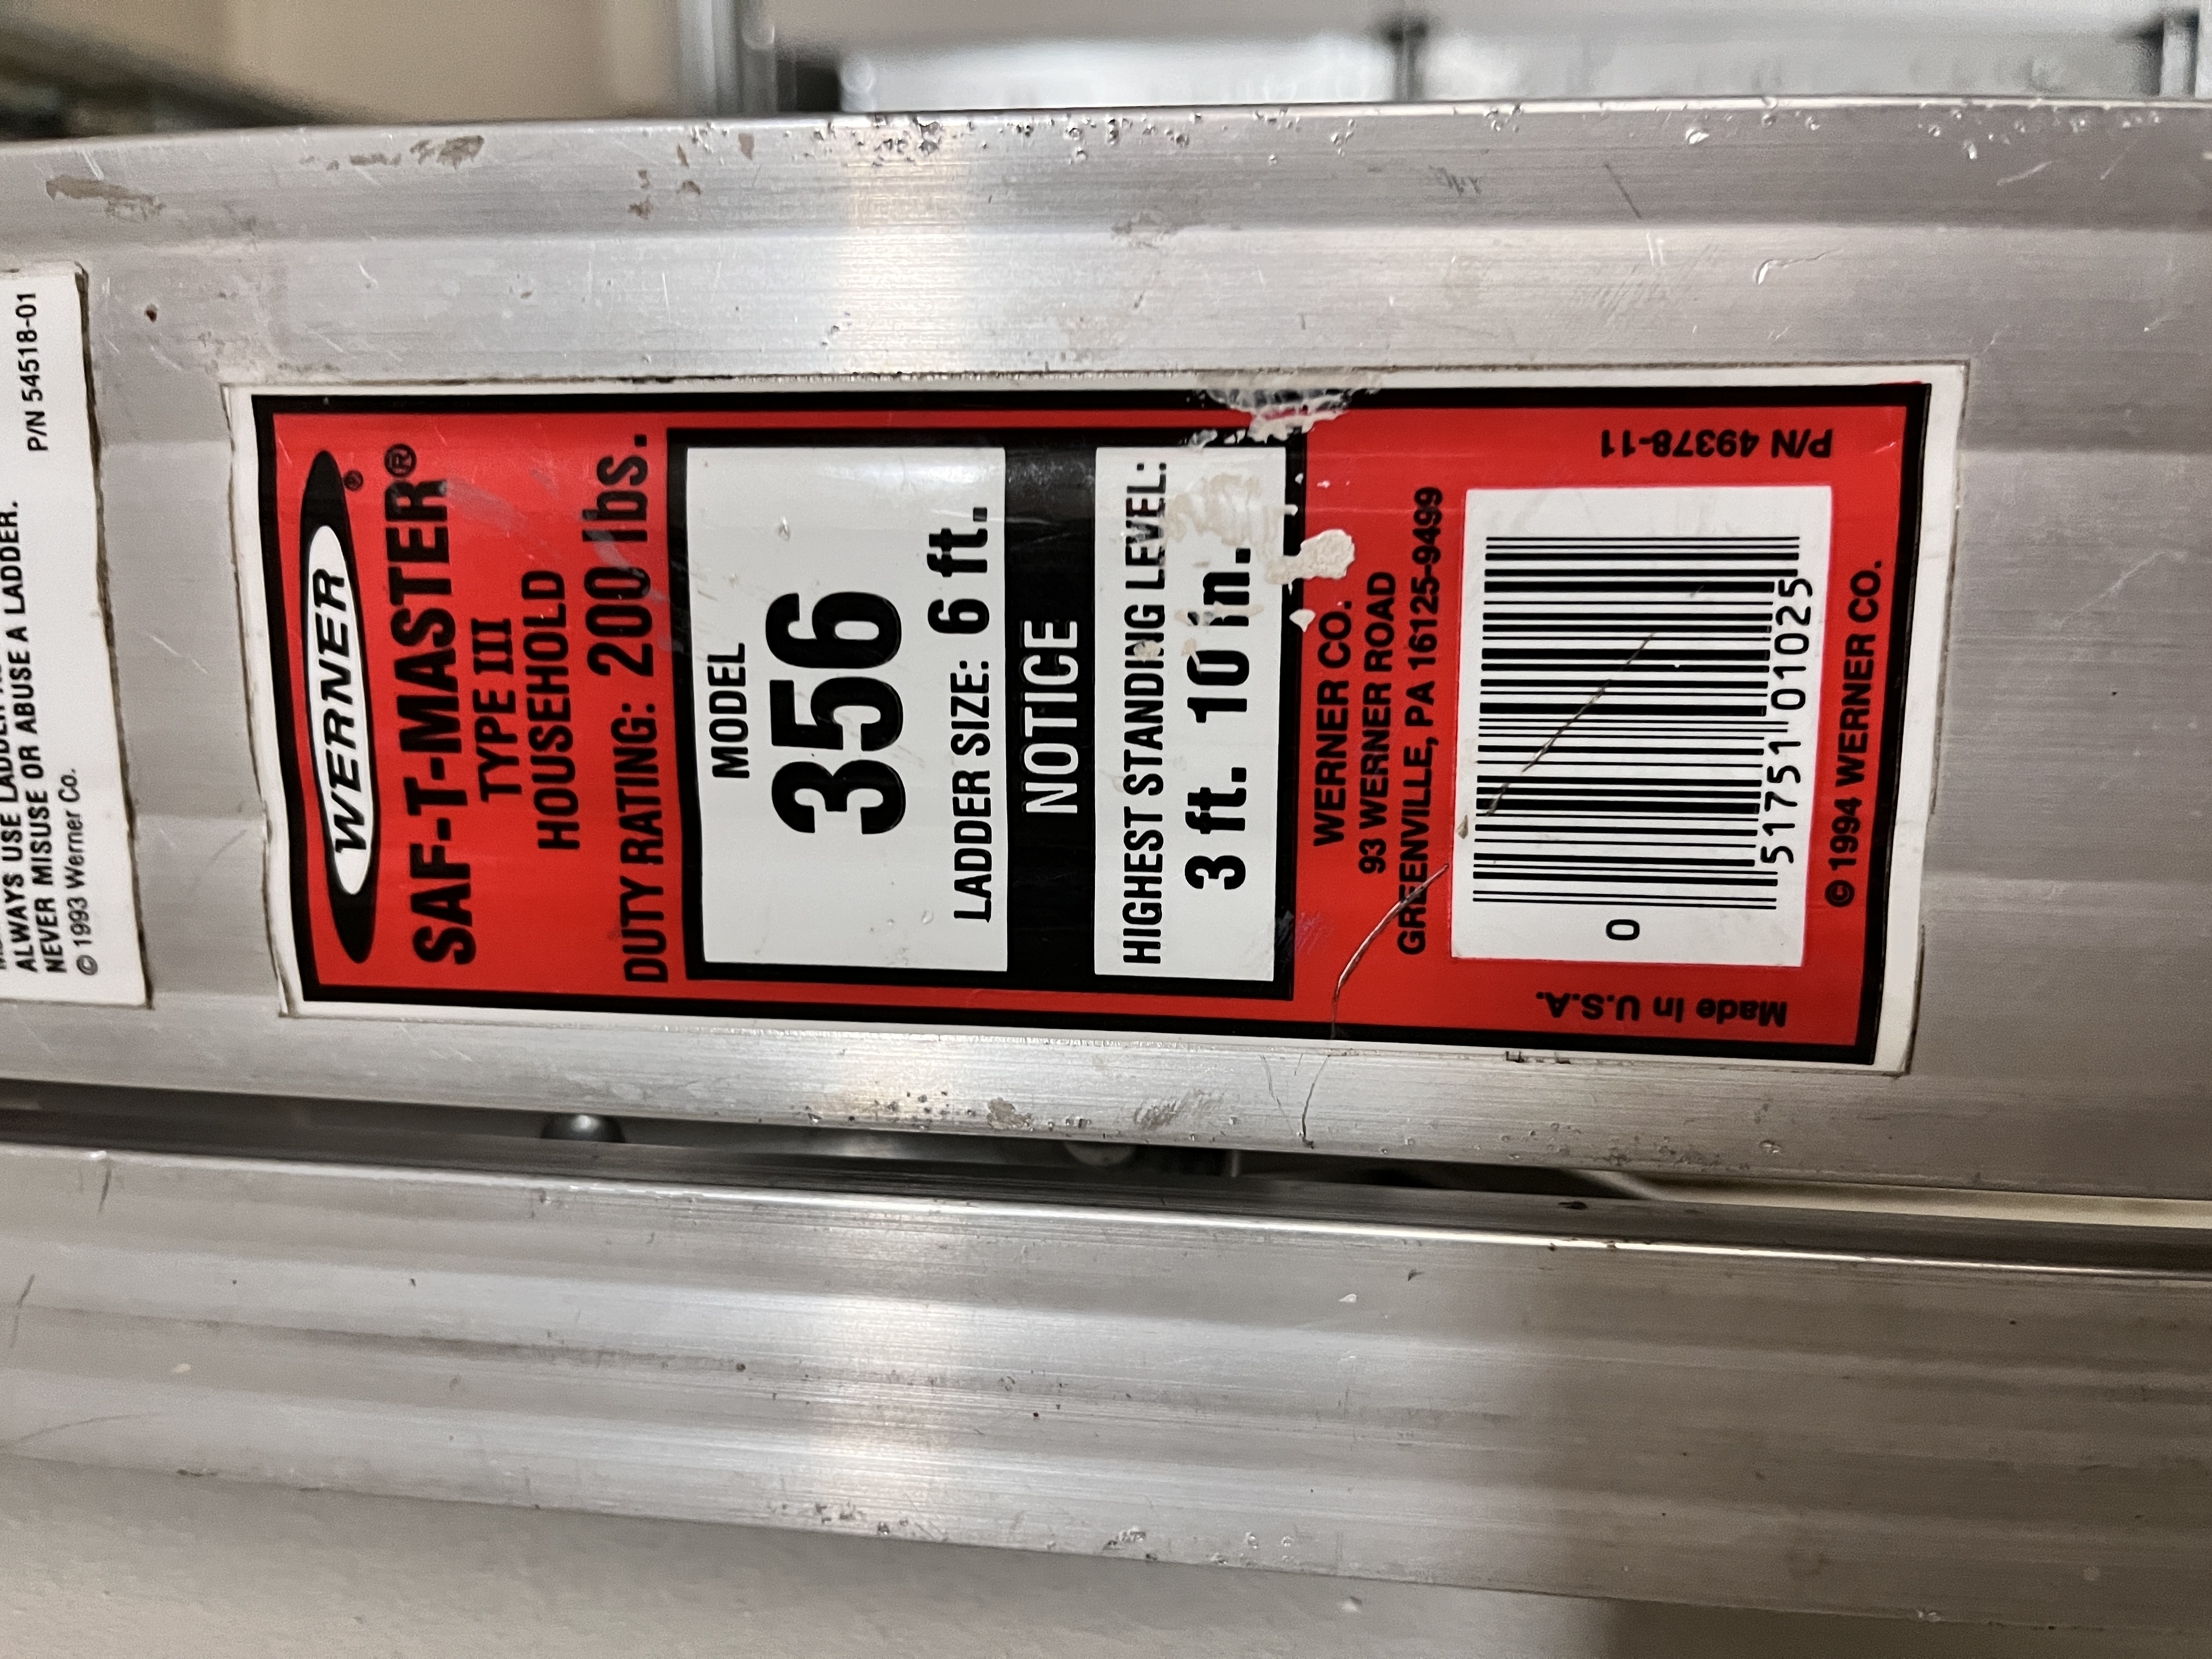 ALWAYS USE LADDER
NEVER MISUSE OR ABUSE A LADDER.
© 1993 Werner Co.
P/N 54518-01
WERNER®
SAF-T-MASTER®
TYPE III
HOUSEHOLD
DUTY RATING: 200 lbs.
MODEL
356
LADDER SIZE: 6 ft.
NOTICE
HIGHEST STANDING LEVEL:
3 ft. 10 in.
WERNER CO.
93 WERNER ROAD
GREENVILLE, PA 16125-9499
Made in U.S.A.
P/N 49378-11
0 51751 01025
© 1994 WERNER CO.